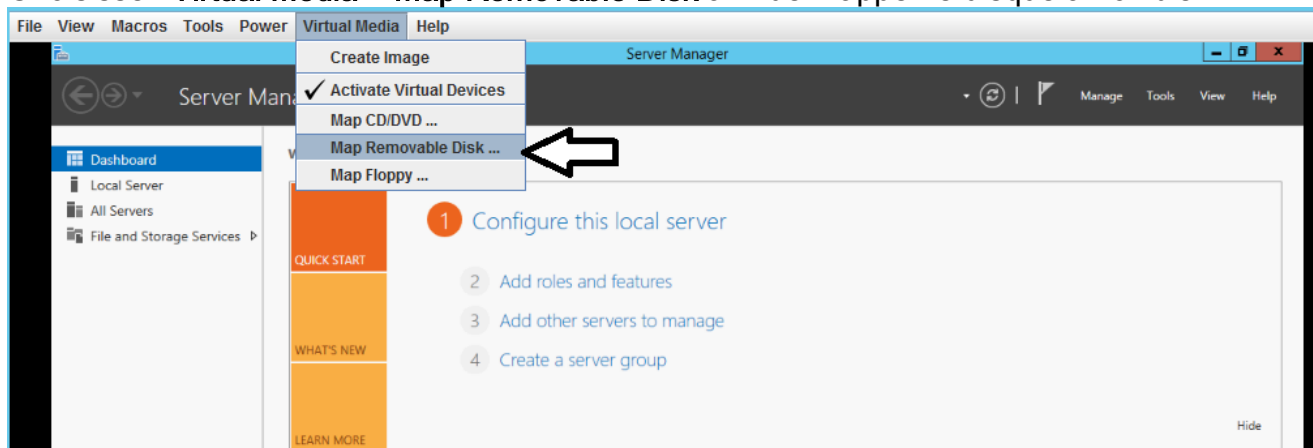 File View Macros Tools Power Virtual Media Help
Create Image
Server Manager
Activate Virtual Devices
Server Man
Manage Tools View Help
Map CD/DVD ...
Map Removable Disk ...
Map Floppy ...
Dashboard
Local Server
All Servers
File and Storage Services
1 Configure this local server
QUICK START
2 Add roles and features
3 Add other servers to manage
WHAT'S NEW
4 Create a server group
Hide
LEARN MORE